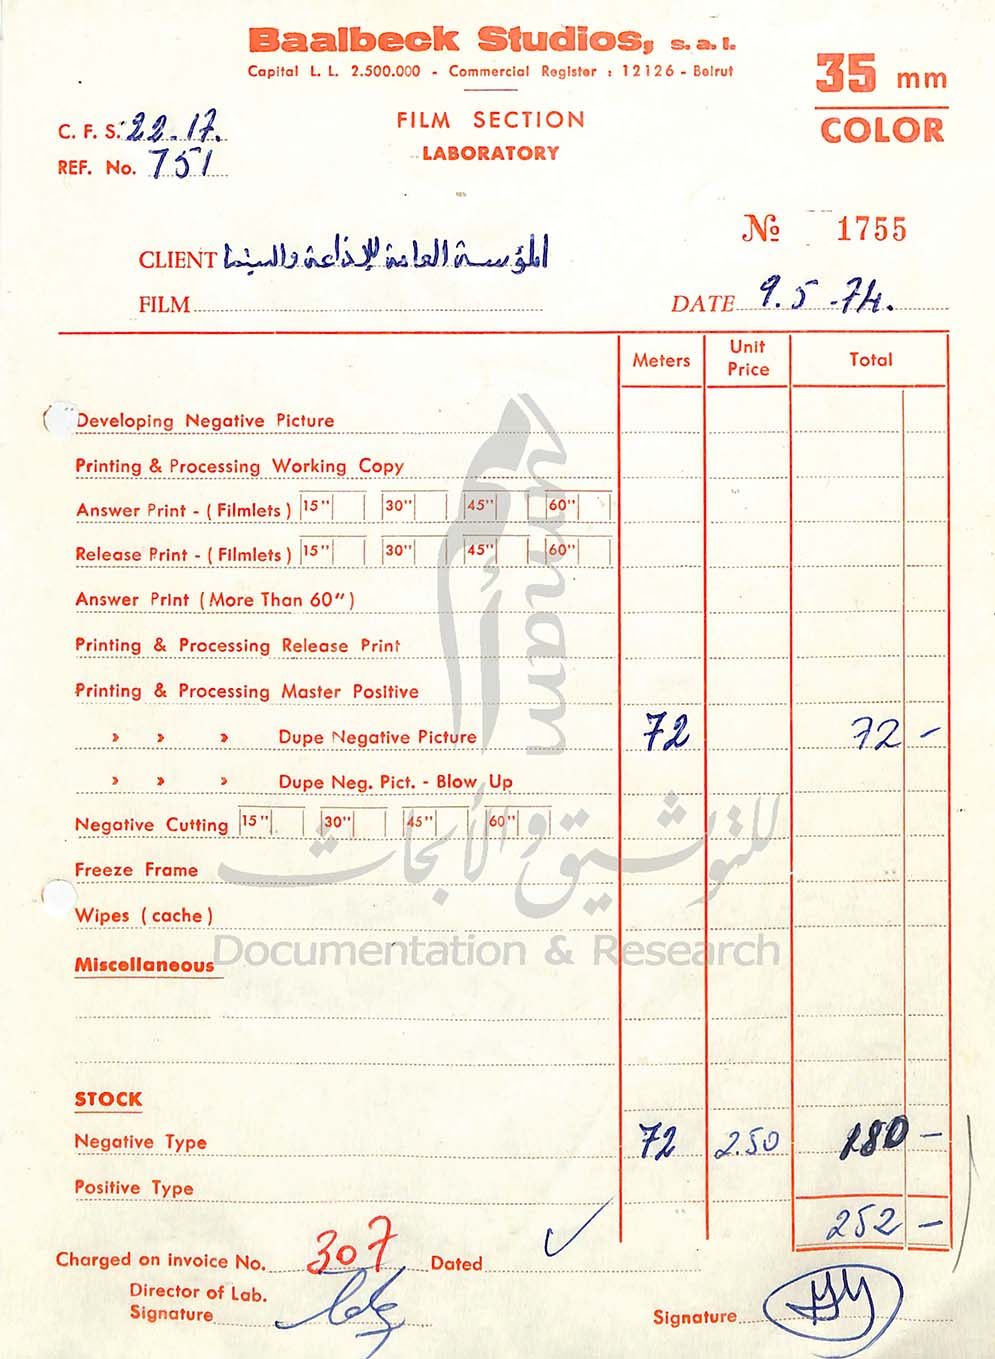 Baalbeck Studios, s.a.l.
Capital L. L. 2.500.000 - Commercial Register : 12126 - Beirut
35 mm
COLOR
C. F. S. 22-17.
REF. No. 751
FILM SECTION
LABORATORY
№ 1755
CLIENT المؤسسة العامة للإذاعة والسينما
FILM
DATE 9.5-74.
Meters Unit Price Total
Developing Negative Picture
Printing & Processing Working Copy
Answer Print - ( Filmlets ) 15" 30" 45" 60"
Release Print - ( Filmlets ) 15" 30" 45" 60"
Answer Print ( More Than 60" )
Printing & Processing Release Print
Printing & Processing Master Positive
» » » Dupe Negative Picture 72 72 -
» » » Dupe Neg. Pict. - Blow Up
Negative Cutting 15" 30" 45" 60"
Freeze Frame
Wipes ( cache )
Miscellaneous
STOCK
Negative Type 72 2.50 180 -
Positive Type
252 -
Charged on invoice No. 307 Dated
Director of Lab.
Signature
Signature
umam
للتوثيق والأبحاث
Documentation & Research